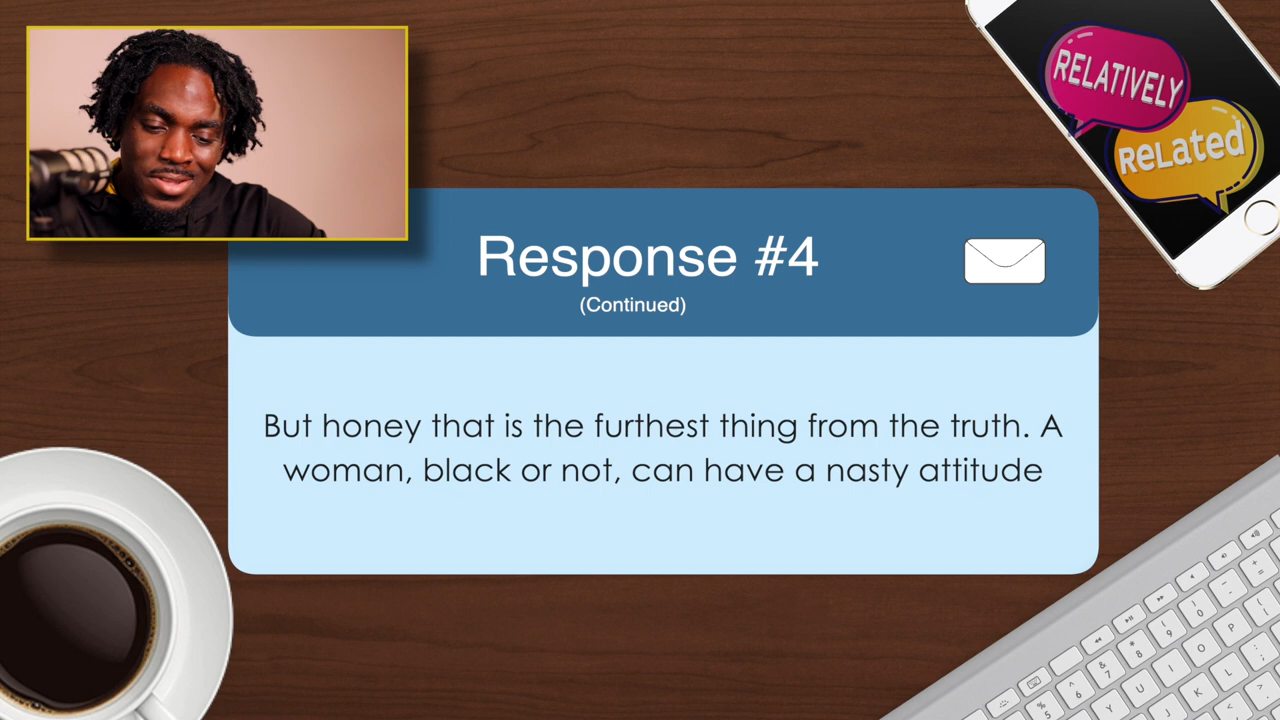 RELATIVELY
ReLated
Response #4
(Continued)
But honey that is the furthest thing from the truth. A
woman, black or not, can have a nasty attitude